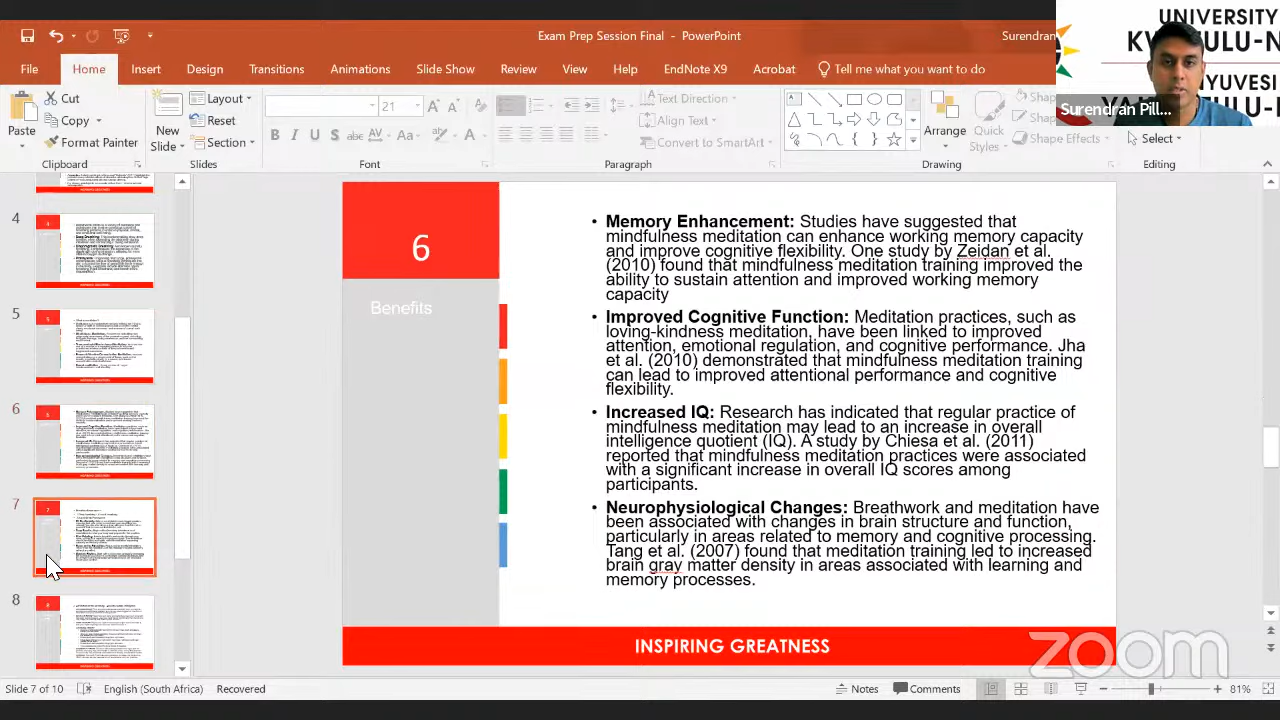 Exam Prep Session Final - PowerPoint
Surendran
UNIVERSITY
File Home Insert Design Transitions Animations Slide Show Review View Help EndNote X9 Acrobat Tell me what you want to do
Surendran Pill...
Paste
Cut
Copy
Format Painter
Clipboard
New
Slide
Layout
Reset
Section
Slides
21
Font
Text Direction
Align Text
Convert to SmartArt
Paragraph
Arrange
Quick
Styles
Shape Effects
Drawing
Select
Editing
4
5
6
7
8
6
Benefits
• Memory Enhancement: Studies have suggested that
mindfulness meditation can enhance working memory capacity
and improve cognitive flexibility. One study by Zeidan et al.
(2010) found that mindfulness meditation training improved the
ability to sustain attention and improved working memory
capacity
• Improved Cognitive Function: Meditation practices, such as
loving-kindness meditation, have been linked to improved
attention, emotional regulation, and cognitive performance. Jha
et al. (2010) demonstrated that mindfulness meditation training
can lead to improved attentional performance and cognitive
flexibility.
• Increased IQ: Research has indicated that regular practice of
mindfulness meditation may lead to an increase in overall
intelligence quotient (IQ). A study by Chiesa et al. (2011)
reported that mindfulness meditation practices were associated
with a significant increase in overall IQ scores among
participants.
• Neurophysiological Changes: Breathwork and meditation have
been associated with changes in brain structure and function,
particularly in areas related to memory and cognitive processing.
Tang et al. (2007) found that meditation training led to increased
brain gray matter density in areas associated with learning and
memory processes.
INSPIRING GREATNESS
zoom
Slide 7 of 10 English (South Africa) Recovered Notes Comments 81%